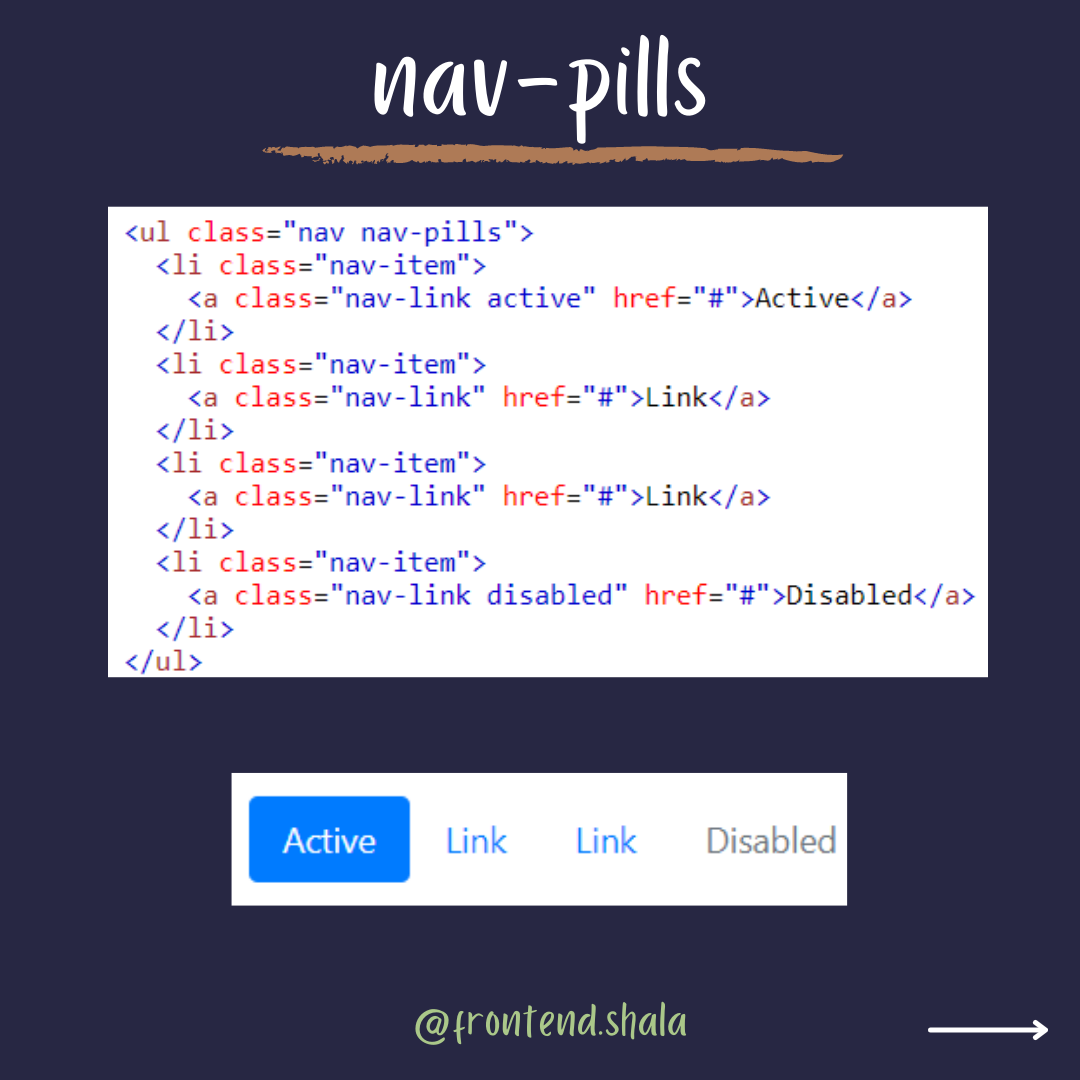 nav-pills
<ul class="nav nav-pills">
  <li class="nav-item">
    <a class="nav-link active" href="#">Active</a>
  </li>
  <li class="nav-item">
    <a class="nav-link" href="#">Link</a>
  </li>
  <li class="nav-item">
    <a class="nav-link" href="#">Link</a>
  </li>
  <li class="nav-item">
    <a class="nav-link disabled" href="#">Disabled</a>
  </li>
</ul>
Active Link Link Disabled
@frontend.shala